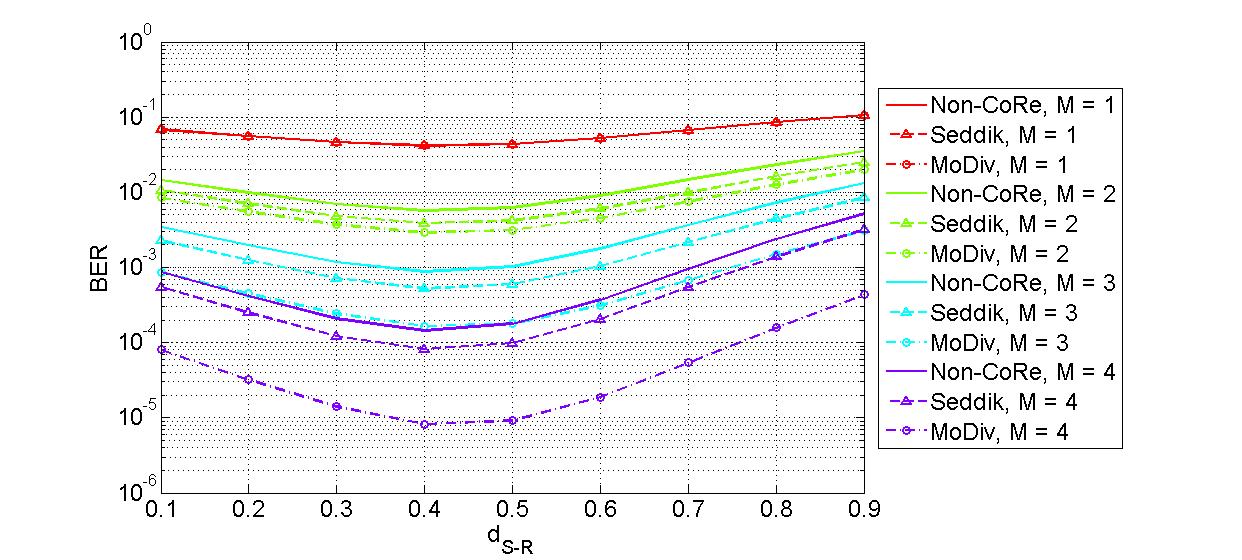 10^0
10^-1
10^-2
10^-3
10^-4
10^-5
10^-6
BER
0.1 0.2 0.3 0.4 0.5 0.6 0.7 0.8 0.9
d_S-R
Non-CoRe, M = 1
Seddik, M = 1
MoDiv, M = 1
Non-CoRe, M = 2
Seddik, M = 2
MoDiv, M = 2
Non-CoRe, M = 3
Seddik, M = 3
MoDiv, M = 3
Non-CoRe, M = 4
Seddik, M = 4
MoDiv, M = 4